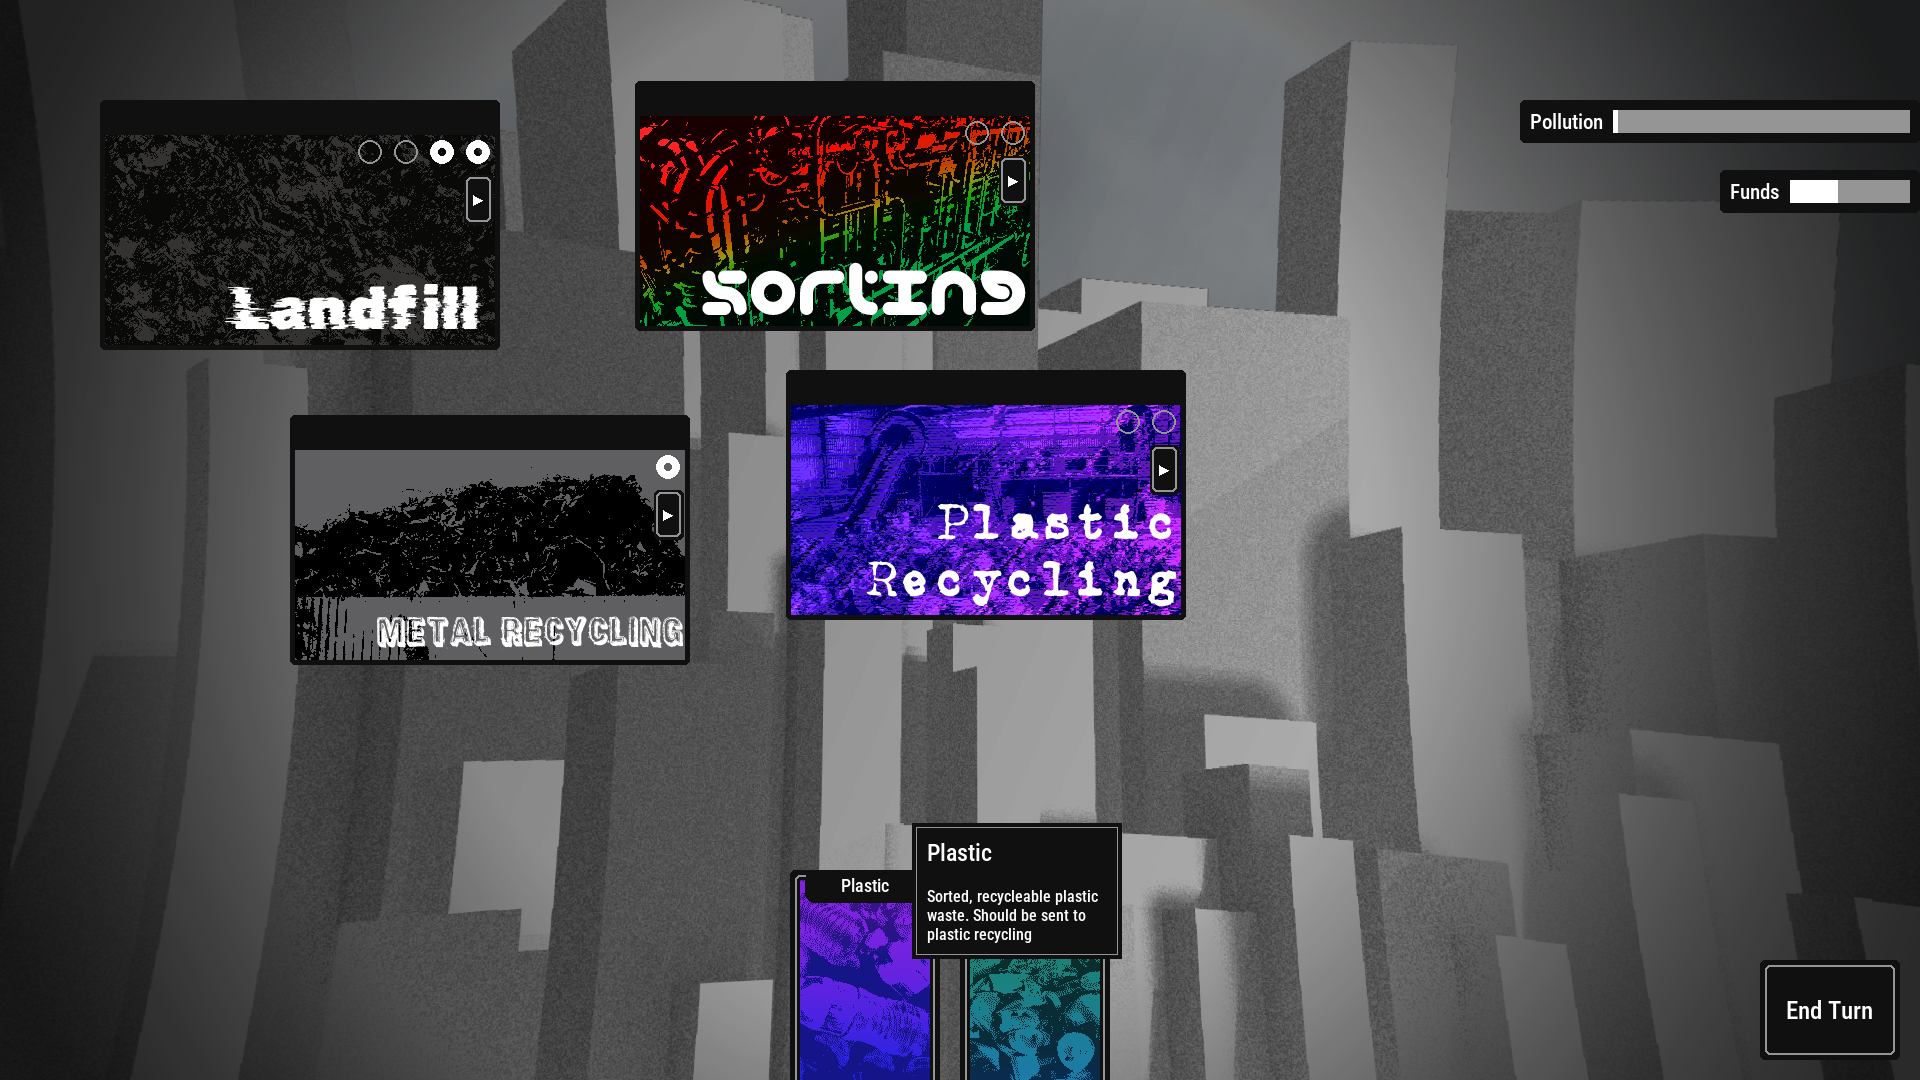 Pollution
Funds
Landfill
Sorting
Plastic
Recycling
METAL RECYCLING
Plastic
Plastic
Sorted, recycleable plastic
waste. Should be sent to
plastic recycling
End Turn